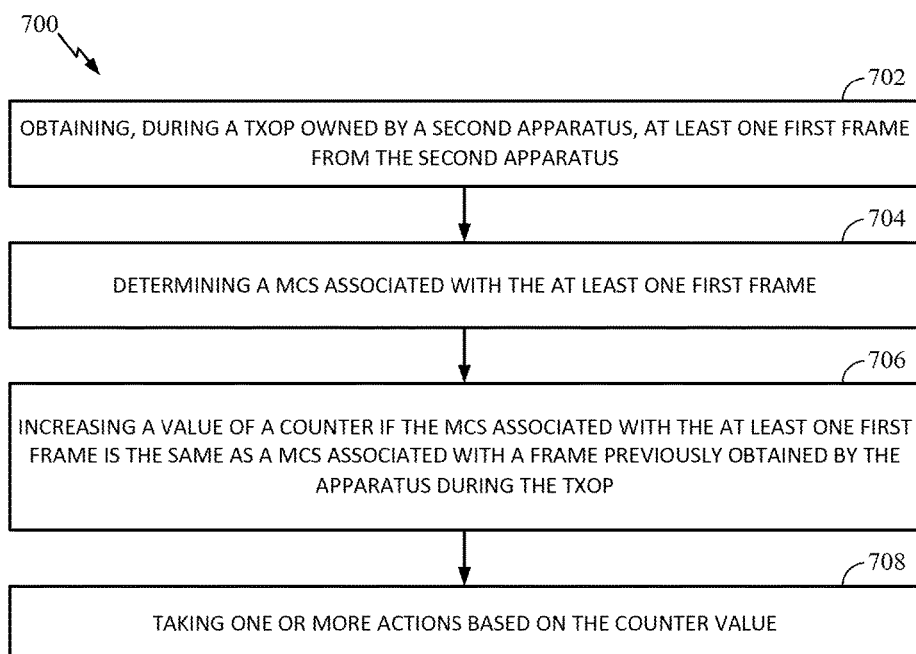 700
702
OBTAINING, DURING A TXOP OWNED BY A SECOND APPARATUS, AT LEAST ONE FIRST FRAME
FROM THE SECOND APPARATUS
704
DETERMINING A MCS ASSOCIATED WITH THE AT LEAST ONE FIRST FRAME
706
INCREASING A VALUE OF A COUNTER IF THE MCS ASSOCIATED WITH THE AT LEAST ONE FIRST
FRAME IS THE SAME AS A MCS ASSOCIATED WITH A FRAME PREVIOUSLY OBTAINED BY THE
APPARATUS DURING THE TXOP
708
TAKING ONE OR MORE ACTIONS BASED ON THE COUNTER VALUE